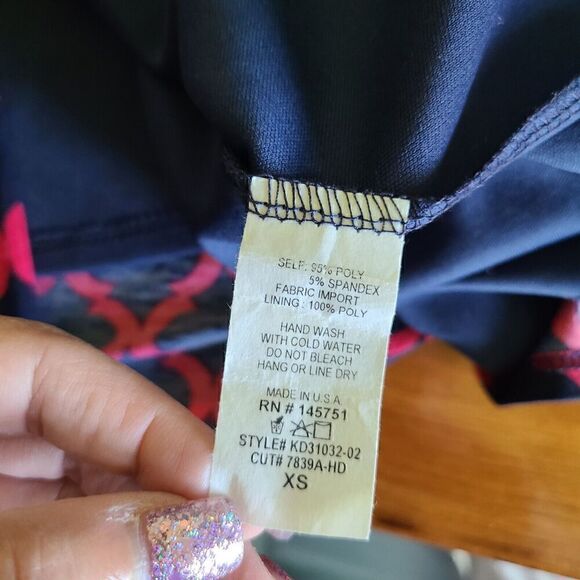 SELF: 95% POLY
5% SPANDEX
FABRIC IMPORT
LINING : 100% POLY
HAND WASH
WITH COLD WATER
DO NOT BLEACH
HANG OR LINE DRY
MADE IN U.S.A
RN # 145751
STYLE# KD31032-02
CUT# 7839A-HD
XS